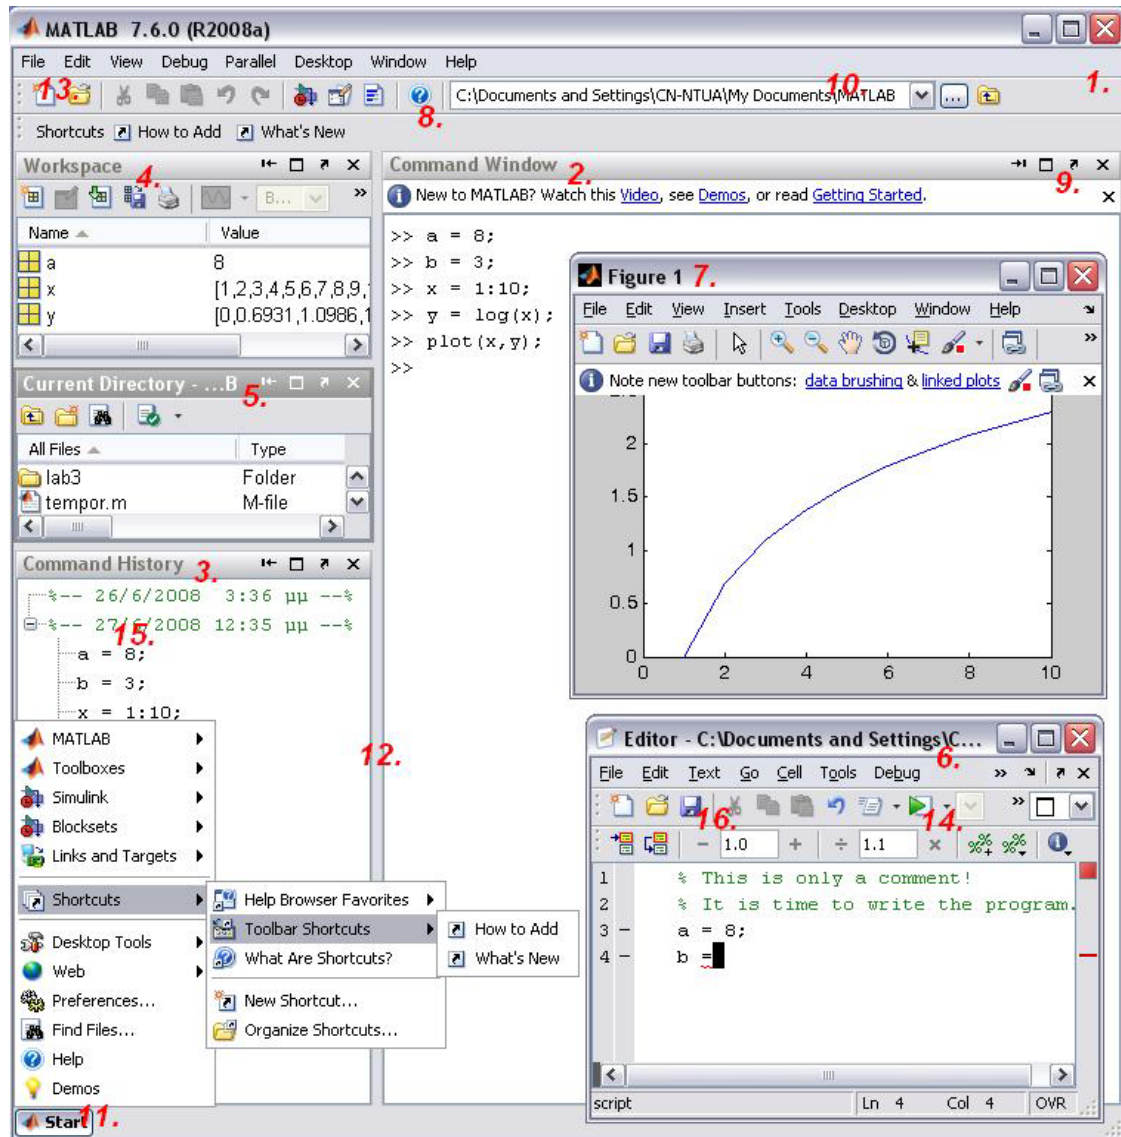 MATLAB 7.6.0 (R2008a)
File Edit View Debug Parallel Desktop Window Help
13. 10. 1.
C:\Documents and Settings\CN-NTUA\My Documents\MATLAB
8.
Shortcuts How to Add What's New
Workspace 4.
B...
Name Value
a 8
x [1,2,3,4,5,6,7,8,9,
y [0,0.6931,1.0986,1
Current Directory - ...B 5.
All Files Type
lab3 Folder
tempor.m M-file
Command History 3.
%-- 26/6/2008 3:36 μμ --%
%-- 27/6/2008 12:35 μμ --%
15.
a = 8;
b = 3;
x = 1:10;
MATLAB
Toolboxes
Simulink
Blocksets
Links and Targets
Shortcuts
Desktop Tools
Web
Preferences...
Find Files...
Help
Demos
Start 11.
Help Browser Favorites
Toolbar Shortcuts
What Are Shortcuts?
New Shortcut...
Organize Shortcuts...
How to Add
What's New
12.
Command Window 2. 9.
New to MATLAB? Watch this Video, see Demos, or read Getting Started.
>> a = 8;
>> b = 3;
>> x = 1:10;
>> y = log(x);
>> plot(x,y);
>>
Figure 1 7.
File Edit View Insert Tools Desktop Window Help
Note new toolbar buttons: data brushing & linked plots
2.5
2
1.5
1
0.5
0
0 2 4 6 8 10
Editor - C:\Documents and Settings\C...
6.
File Edit Text Go Cell Tools Debug
16. 14.
− 1.0 + ÷ 1.1 ×
1 % This is only a comment!
2 % It is time to write the program.
3 – a = 8;
4 – b =
script Ln 4 Col 4 OVR